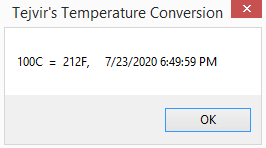 Tejvir's Temperature Conversion
100C = 212F, 7/23/2020 6:49:59 PM
OK